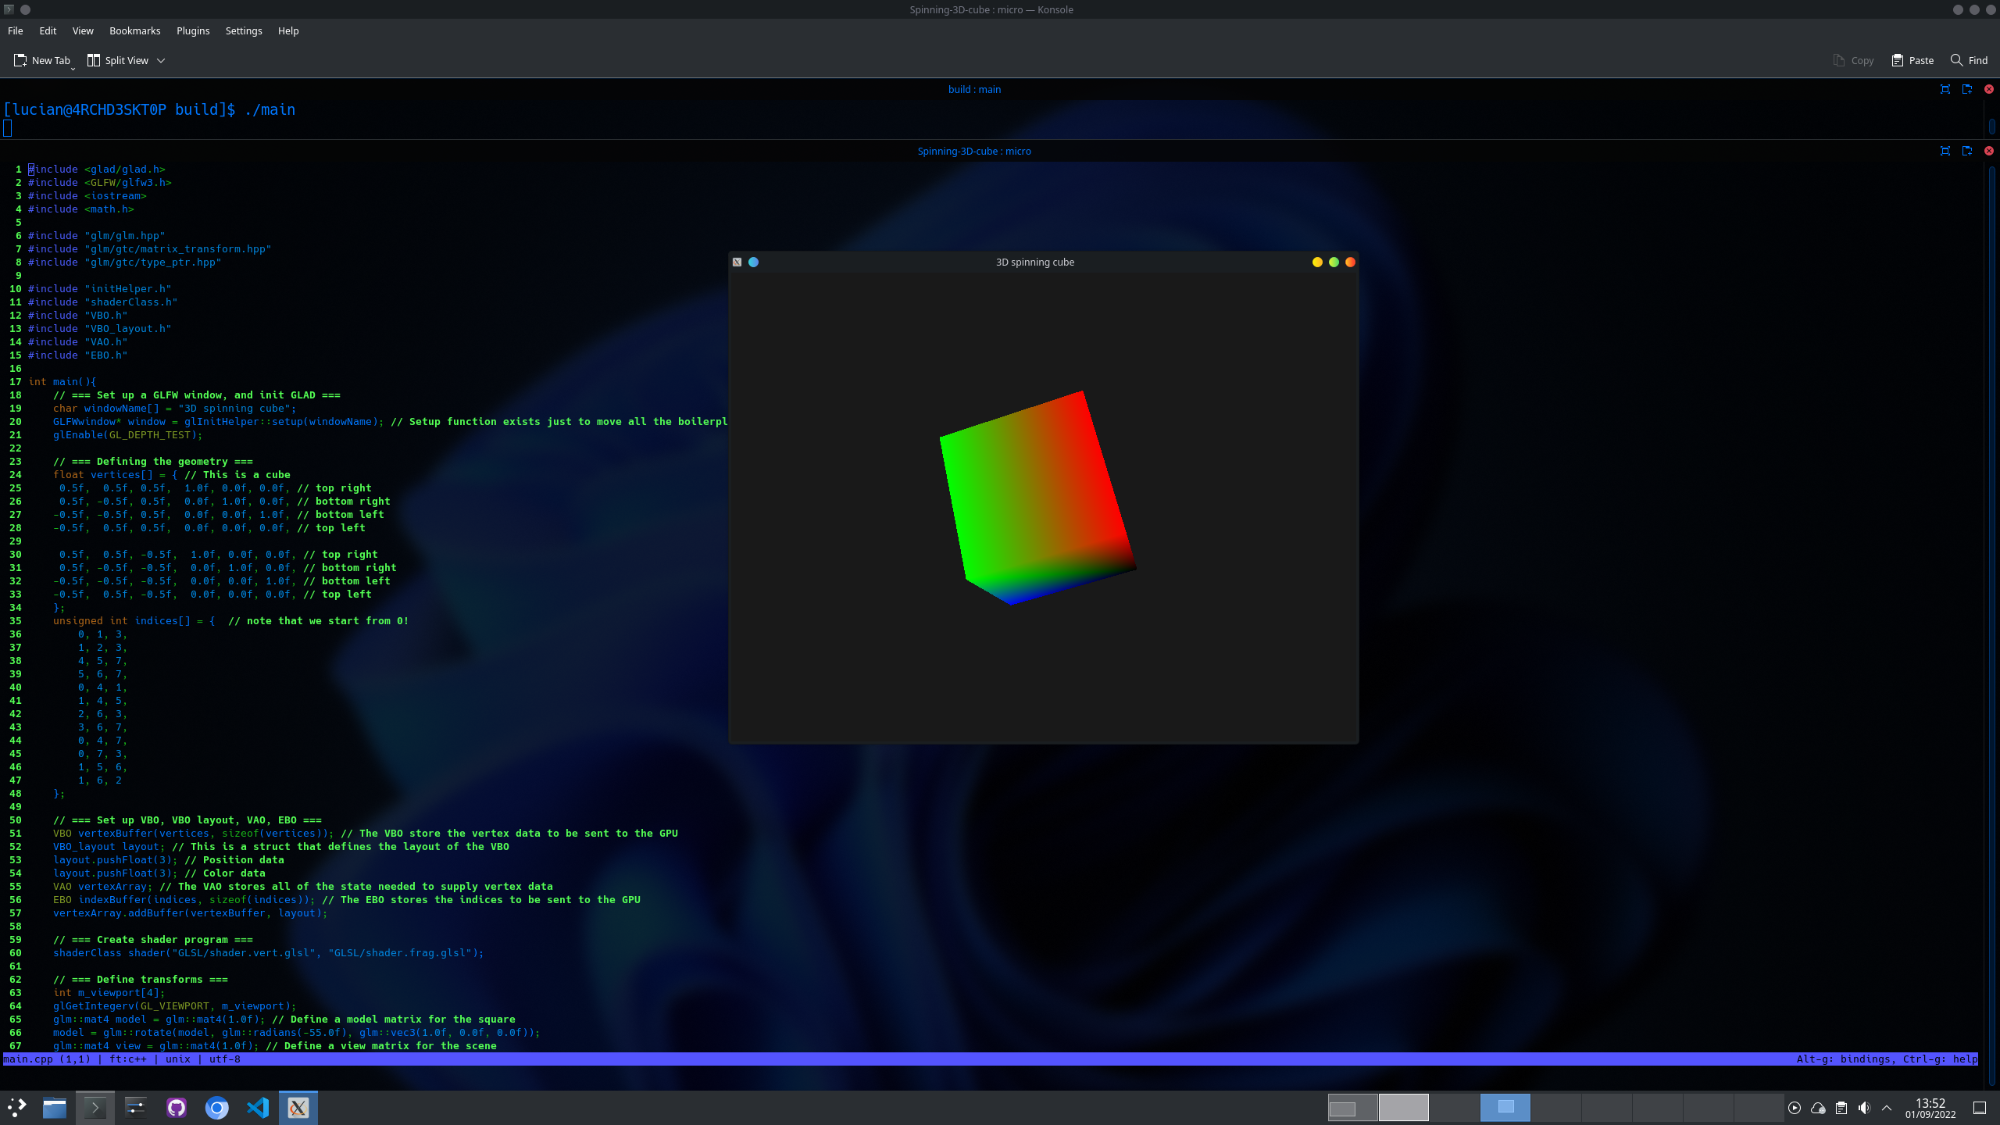 Spinning-3D-cube : micro — Konsole
File Edit View Bookmarks Plugins Settings Help
New Tab Split View Copy Paste Find
build : main
[lucian@4RCHD3SKT0P build]$ ./main
Spinning-3D-cube : micro
1 #include <glad/glad.h>
2 #include <GLFW/glfw3.h>
3 #include <iostream>
4 #include <math.h>
5
6 #include "glm/glm.hpp"
7 #include "glm/gtc/matrix_transform.hpp"
8 #include "glm/gtc/type_ptr.hpp"
9
10 #include "initHelper.h"
11 #include "shaderClass.h"
12 #include "VBO.h"
13 #include "VBO_layout.h"
14 #include "VAO.h"
15 #include "EBO.h"
16
17 int main(){
18     // === Set up a GLFW window, and init GLAD ===
19     char windowName[] = "3D spinning cube";
20     GLFWwindow* window = glInitHelper::setup(windowName); // Setup function exists just to move all the boilerpl
21     glEnable(GL_DEPTH_TEST);
22
23     // === Defining the geometry ===
24     float vertices[] = { // This is a cube
25      0.5f,  0.5f, 0.5f,  1.0f, 0.0f, 0.0f, // top right
26      0.5f, -0.5f, 0.5f,  0.0f, 1.0f, 0.0f, // bottom right
27     -0.5f, -0.5f, 0.5f,  0.0f, 0.0f, 1.0f, // bottom left
28     -0.5f,  0.5f, 0.5f,  0.0f, 0.0f, 0.0f, // top left
29
30      0.5f,  0.5f, -0.5f,  1.0f, 0.0f, 0.0f, // top right
31      0.5f, -0.5f, -0.5f,  0.0f, 1.0f, 0.0f, // bottom right
32     -0.5f, -0.5f, -0.5f,  0.0f, 0.0f, 1.0f, // bottom left
33     -0.5f,  0.5f, -0.5f,  0.0f, 0.0f, 0.0f, // top left
34     };
35     unsigned int indices[] = {  // note that we start from 0!
36         0, 1, 3,
37         1, 2, 3,
38         4, 5, 7,
39         5, 6, 7,
40         0, 4, 1,
41         1, 4, 5,
42         2, 6, 3,
43         3, 6, 7,
44         0, 4, 7,
45         0, 7, 3,
46         1, 5, 6,
47         1, 6, 2
48     };
49
50     // === Set up VBO, VBO layout, VAO, EBO ===
51     VBO vertexBuffer(vertices, sizeof(vertices)); // The VBO store the vertex data to be sent to the GPU
52     VBO_layout layout; // This is a struct that defines the layout of the VBO
53     layout.pushFloat(3); // Position data
54     layout.pushFloat(3); // Color data
55     VAO vertexArray; // The VAO stores all of the state needed to supply vertex data
56     EBO indexBuffer(indices, sizeof(indices)); // The EBO stores the indices to be sent to the GPU
57     vertexArray.addBuffer(vertexBuffer, layout);
58
59     // === Create shader program ===
60     shaderClass shader("GLSL/shader.vert.glsl", "GLSL/shader.frag.glsl");
61
62     // === Define transforms ===
63     int m_viewport[4];
64     glGetIntegerv(GL_VIEWPORT, m_viewport);
65     glm::mat4 model = glm::mat4(1.0f); // Define a model matrix for the square
66     model = glm::rotate(model, glm::radians(-55.0f), glm::vec3(1.0f, 0.0f, 0.0f));
67     glm::mat4 view = glm::mat4(1.0f); // Define a view matrix for the scene
3D spinning cube
main.cpp (1,1) | ft:c++ | unix | utf-8 Alt-g: bindings, Ctrl-g: help
13:52
01/09/2022